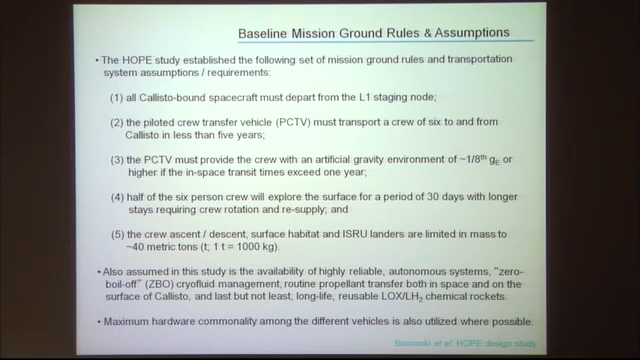 Baseline Mission Ground Rules & Assumptions
• The HOPE study established the following set of mission ground rules and transportation
system assumptions / requirements:
(1) all Callisto-bound spacecraft must depart from the L1 staging node;
(2) the piloted crew transfer vehicle (PCTV) must transport a crew of six to and from
Callisto in less than five years;
(3) the PCTV must provide the crew with an artificial gravity environment of ~1/8th gE or
higher if the in-space transit times exceed one year;
(4) half of the six person crew will explore the surface for a period of 30 days with longer
stays requiring crew rotation and re-supply; and
(5) the crew ascent / descent, surface habitat and ISRU landers are limited in mass to
~40 metric tons (t; 1 t = 1000 kg).
• Also assumed in this study is the availability of highly reliable, autonomous systems, "zero-
boil-off" (ZBO) cryofluid management, routine propellant transfer both in space and on the
surface of Callisto, and last but not least, long-life, reusable LOX/LH2 chemical rockets.
• Maximum hardware commonality among the different vehicles is also utilized where possible.
Borowski et al. HOPE design study